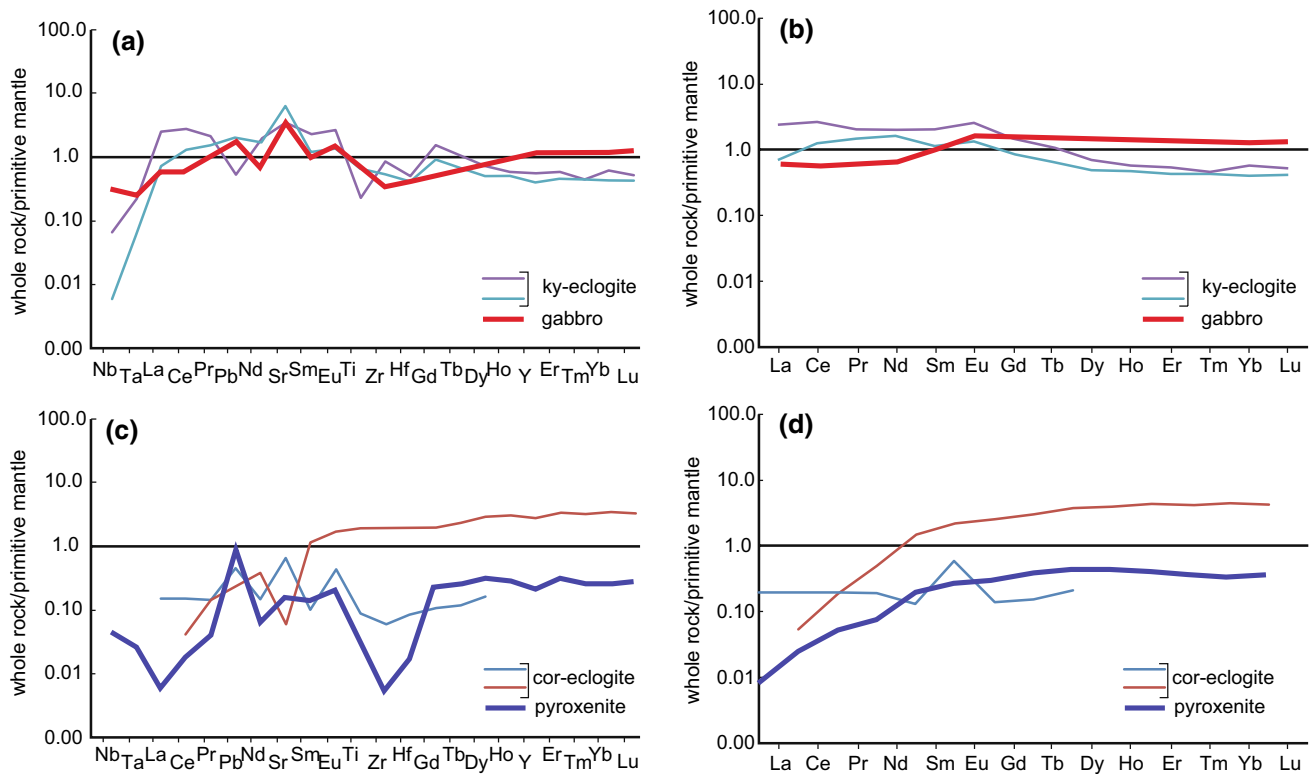 (a)
whole rock/primitive mantle
100.0
10.0
1.0
0.10
0.01
0.00
ky-eclogite
gabbro
Nb Ta La Ce Pr Pb Nd Sr Sm Eu Ti Zr Hf Gd Tb Dy Ho Y Er Tm Yb Lu
(b)
whole rock/primitive mantle
100.0
10.0
1.0
0.10
0.01
0.00
ky-eclogite
gabbro
La Ce Pr Nd Sm Eu Gd Tb Dy Ho Er Tm Yb Lu
(c)
whole rock/primitive mantle
100.0
10.0
1.0
0.10
0.01
0.00
cor-eclogite
pyroxenite
Nb Ta La Ce Pr Pb Nd Sr Sm Eu Ti Zr Hf Gd Tb Dy Ho Y Er Tm Yb Lu
(d)
whole rock/primitive mantle
100.0
10.0
1.0
0.10
0.01
0.00
cor-eclogite
pyroxenite
La Ce Pr Nd Sm Eu Gd Tb Dy Ho Er Tm Yb Lu